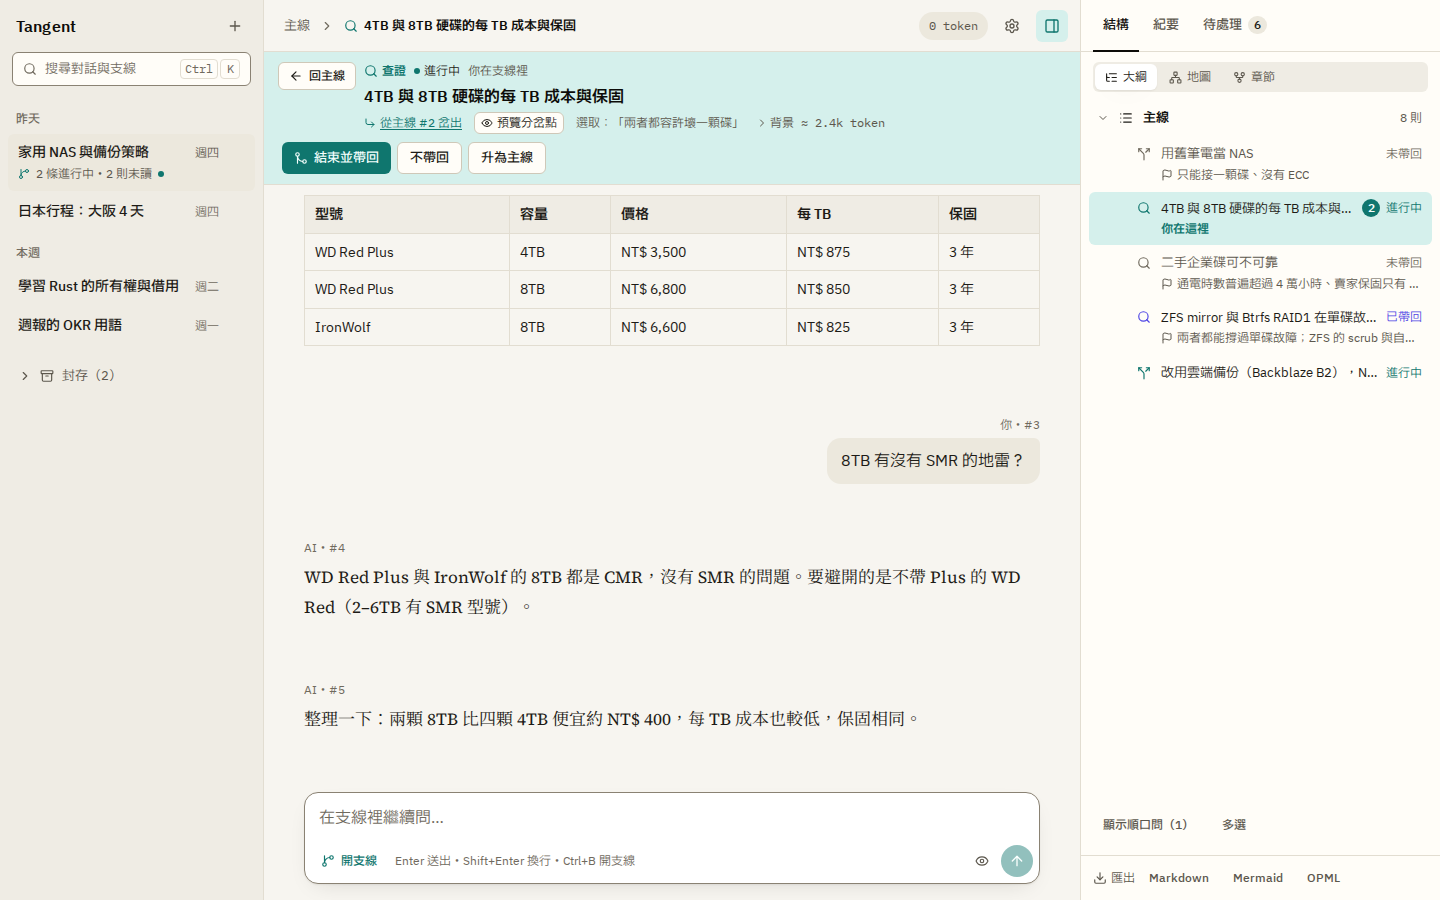 Tangent
搜尋對話與支線 Ctrl K
昨天
家用 NAS 與備份策略 週四
2 條進行中・2 則未讀
日本行程：大阪 4 天 週四
本週
學習 Rust 的所有權與借用 週二
週報的 OKR 用語 週一
封存（2）
主線 4TB 與 8TB 硬碟的每 TB 成本與保固 0 token
回主線 查證 進行中 你在支線裡
4TB 與 8TB 硬碟的每 TB 成本與保固
從主線 #2 岔出 預覽分岔點 選取：「兩者都容許壞一顆碟」 背景 ≈ 2.4k token
結束並帶回 不帶回 升為主線
型號 容量 價格 每 TB 保固
WD Red Plus 4TB NT$ 3,500 NT$ 875 3 年
WD Red Plus 8TB NT$ 6,800 NT$ 850 3 年
IronWolf 8TB NT$ 6,600 NT$ 825 3 年
你・#3
8TB 有沒有 SMR 的地雷？
AI・#4
WD Red Plus 與 IronWolf 的 8TB 都是 CMR，沒有 SMR 的問題。要避開的是不帶 Plus 的 WD
Red（2–6TB 有 SMR 型號）。
AI・#5
整理一下：兩顆 8TB 比四顆 4TB 便宜約 NT$ 400，每 TB 成本也較低，保固相同。
在支線裡繼續問...
開支線 Enter 送出・Shift+Enter 換行・Ctrl+B 開支線
結構 紀要 待處理 6
大綱 地圖 章節
主線 8 則
用舊筆電當 NAS 未帶回
只能接一顆碟、沒有 ECC
4TB 與 8TB 硬碟的每 TB 成本與... 2 進行中
你在這裡
二手企業碟可不可靠 未帶回
通電時數普遍超過 4 萬小時、賣家保固只有 ...
ZFS mirror 與 Btrfs RAID1 在單碟故... 已帶回
兩者都能撐過單碟故障；ZFS 的 scrub 與自...
改用雲端備份（Backblaze B2），N... 進行中
顯示順口問（1） 多選
匯出 Markdown Mermaid OPML